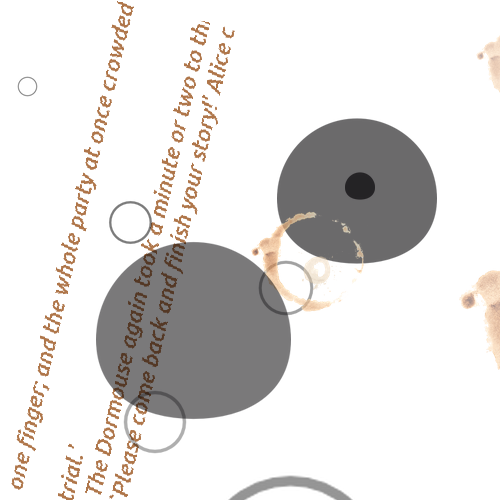 one finger; and the whole party at once crowded
trial.'
The Dormouse again took a minute or two to
'Please come back and finish your story!' Alice